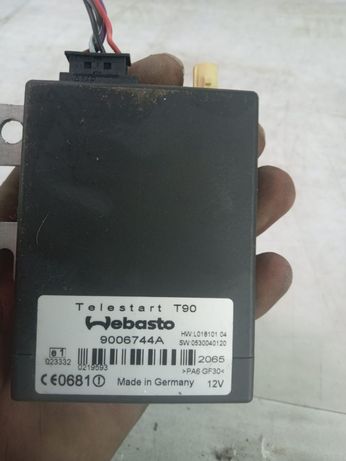 Telestart T90
Webasto
9006744A
HW:L018101 04
SW:0530040120
e1
023332
0219593
2065
>PA6 GF30<
CE0681
Made in Germany
12V